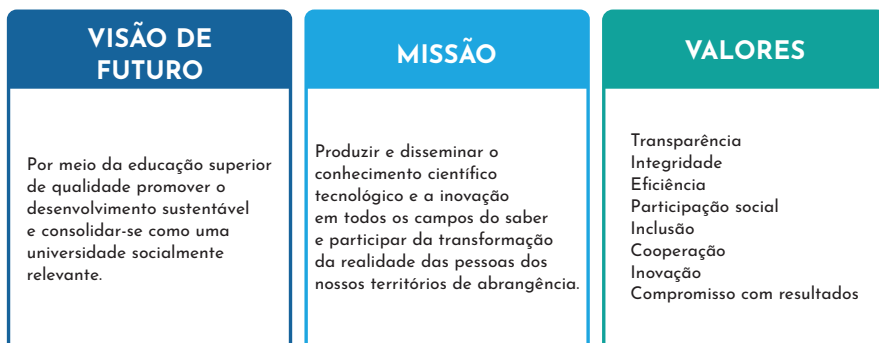 VISÃO DE
FUTURO
Por meio da educação superior
de qualidade promover o
desenvolvimento sustentável
e consolidar-se como uma
universidade socialmente
relevante.
MISSÃO
Produzir e disseminar o
conhecimento científico
tecnológico e a inovação
em todos os campos do saber
e participar da transformação
da realidade das pessoas dos
nossos territórios de abrangência.
VALORES
Transparência
Integridade
Eficiência
Participação social
Inclusão
Cooperação
Inovação
Compromisso com resultados